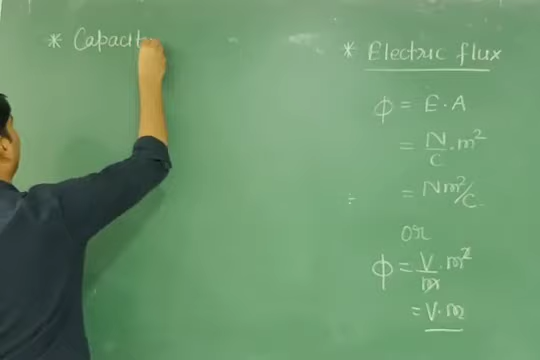 * Capacit
* Electric flux
ϕ = E · A
= N/C · m²
= Nm²/C
or
ϕ = V/m · m²
= V · m